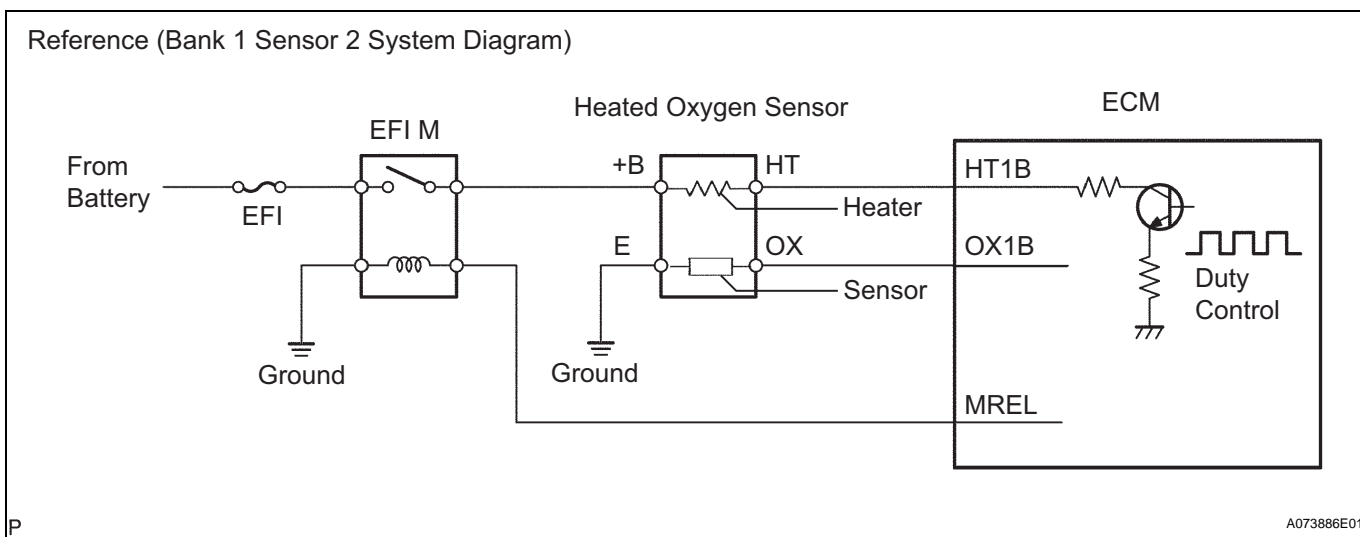 Reference (Bank 1 Sensor 2 System Diagram)
Heated Oxygen Sensor
ECM
EFI M
From
Battery
EFI
+B
HT
HT1B
Heater
E
OX
OX1B
Sensor
Duty
Control
Ground
Ground
MREL
P
A073886E01